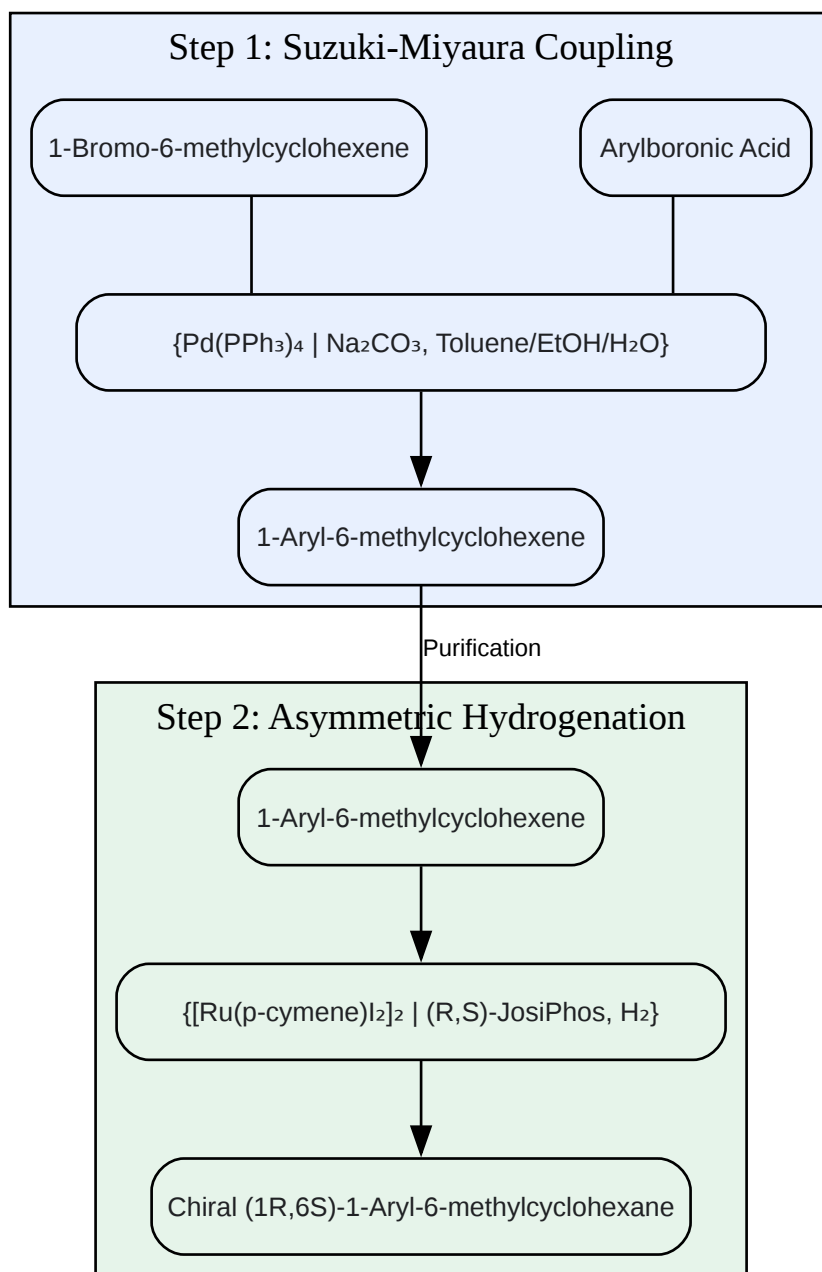 Step 1: Suzuki-Miyaura Coupling
1-Bromo-6-methylcyclohexene
Arylboronic Acid
{Pd(PPh₃)₄ | Na₂CO₃, Toluene/EtOH/H₂O}
1-Aryl-6-methylcyclohexene
Purification
Step 2: Asymmetric Hydrogenation
1-Aryl-6-methylcyclohexene
{[Ru(p-cymene)I₂]₂ | (R,S)-JosiPhos, H₂}
Chiral (1R,6S)-1-Aryl-6-methylcyclohexane